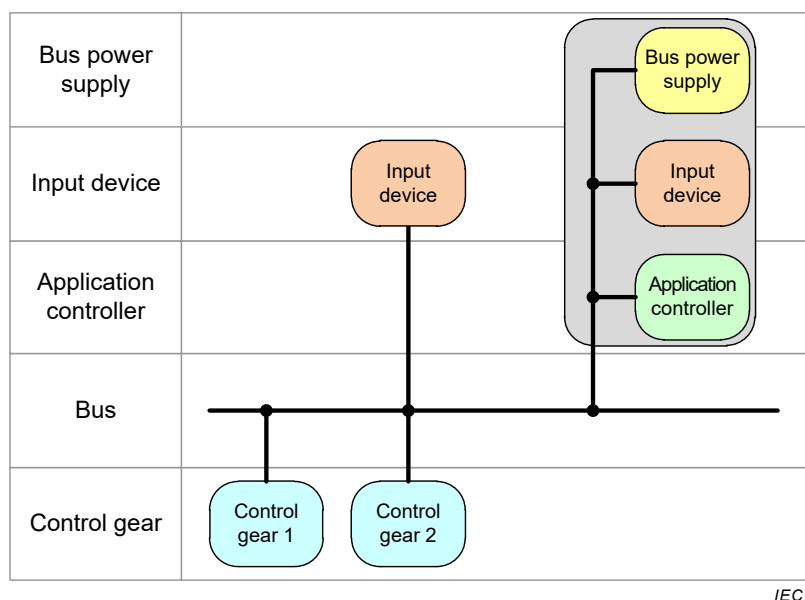 Bus power
supply
Bus power
supply
Input device
Input
device
Input
device
Application
controller
Application
controller
Bus
Control gear
Control
gear 1
Control
gear 2
IEC